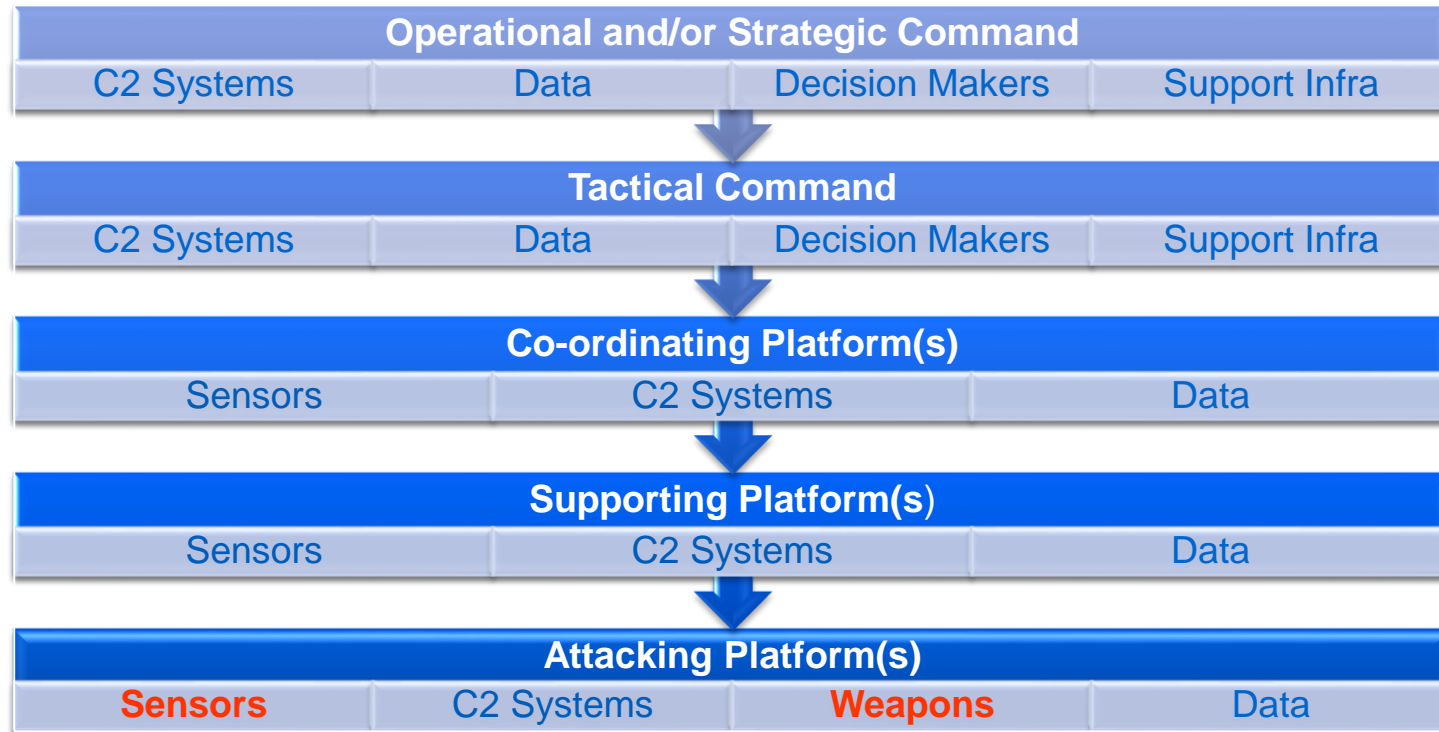 Operational and/or Strategic Command
C2 Systems Data Decision Makers Support Infra
Tactical Command
C2 Systems Data Decision Makers Support Infra
Co-ordinating Platform(s)
Sensors C2 Systems Data
Supporting Platform(s)
Sensors C2 Systems Data
Attacking Platform(s)
Sensors C2 Systems Weapons Data